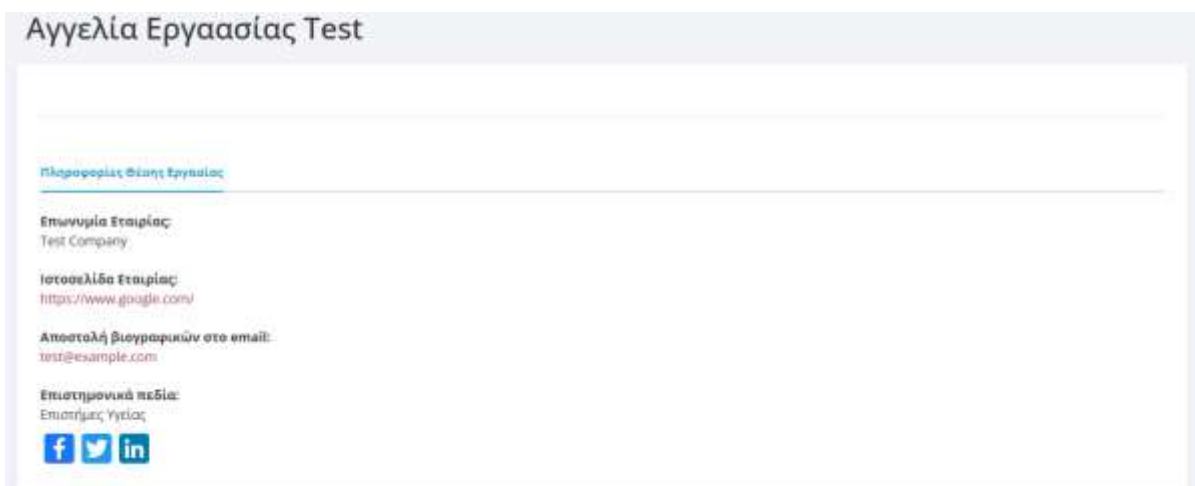 Αγγελία Εργαασίας Test
Πληροφορίες Θέσης Εργασίας
Επωνυμία Εταιρίας:
Test Company
Ιστοσελίδα Εταιρίας:
https://www.google.com/
Αποστολή βιογραφικών στο email:
test@example.com
Επιστημονικά πεδία:
Επιστήμες Υγείας